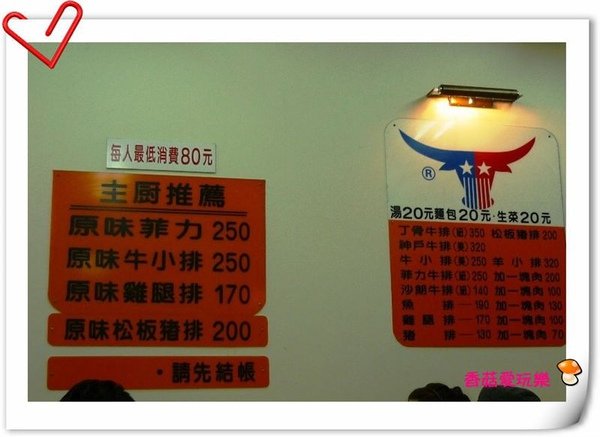 每人最低消費80元
主廚推薦
原味菲力 250
原味牛小排 250
原味雞腿排 170
原味松板豬排 200
・請先結帳
®
湯20元麵包20元・生菜20元
丁骨牛排 350 松板豬排 200
神戶牛排 320
牛小排 250 羊小排 320
菲力牛排 250 加一塊肉 200
沙朗牛排 140 加一塊肉 100
魚排 190 加一塊肉 130
雞腿排 170 加一塊肉 100
豬排 130 加一塊肉 70
香菇愛玩樂